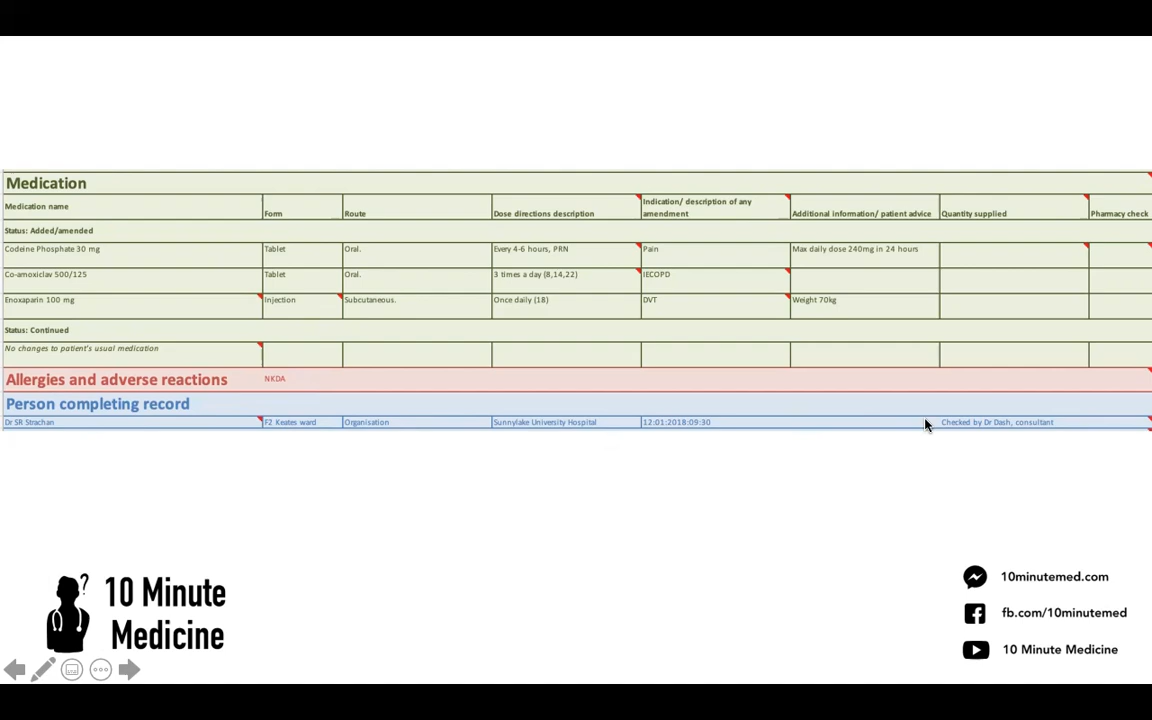 Medication
Medication name Form Route Dose directions description Indication/ description of any amendment Additional information/ patient advice Quantity supplied Pharmacy check
Status: Added/amended
Codeine Phosphate 30 mg Tablet Oral. Every 4-6 hours, PRN Pain Max daily dose 240mg in 24 hours
Co-amoxiclav 500/125 Tablet Oral. 3 times a day (8,14,22) IECOPD
Enoxaparin 100 mg Injection Subcutaneous. Once daily (18) DVT Weight 70kg
Status: Continued
No changes to patient's usual medication
Allergies and adverse reactions NKDA
Person completing record
Dr SR Strachan F2 Keates ward Organisation Sunnylake University Hospital 12:01:2018:09:30 Checked by Dr Dash, consultant
?
10 Minute
Medicine
10minutemed.com
fb.com/10minutemed
10 Minute Medicine